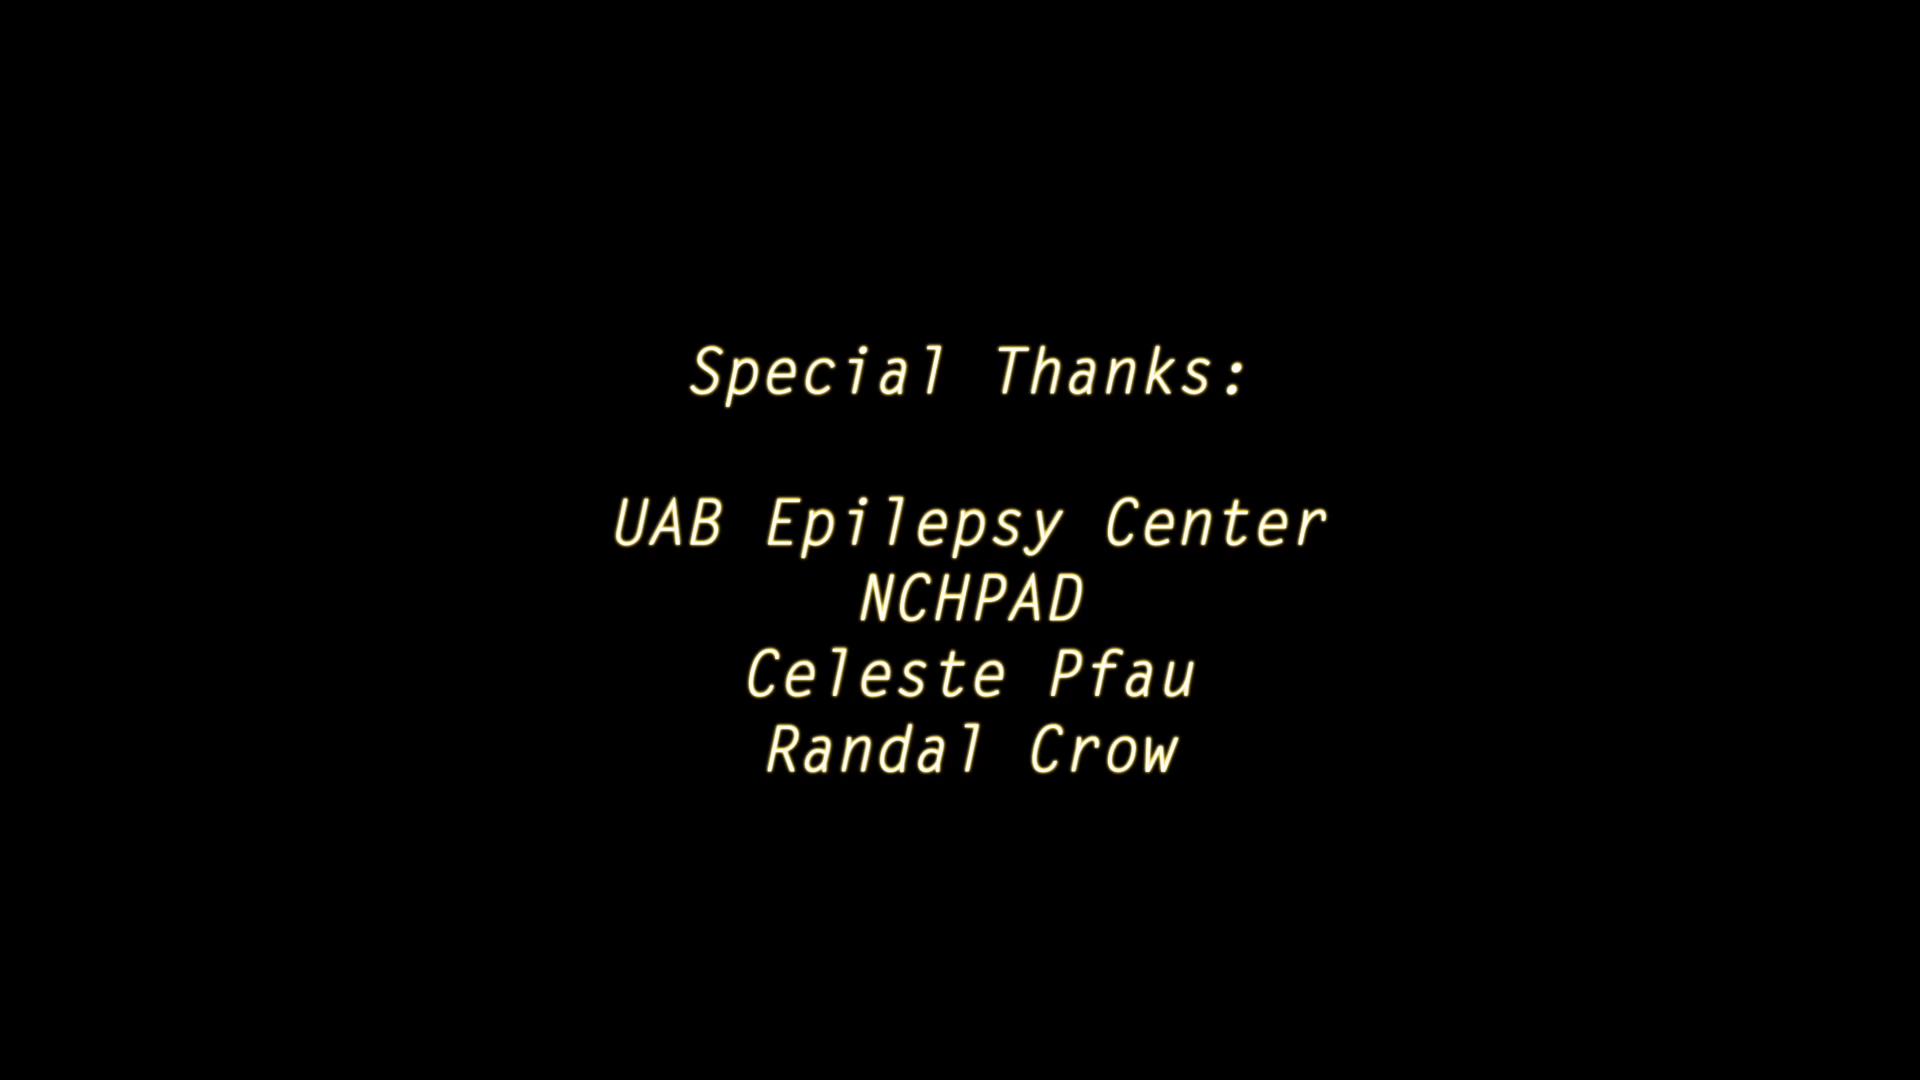 Special Thanks:
UAB Epilepsy Center
NCHPAD
Celeste Pfau
Randal Crow